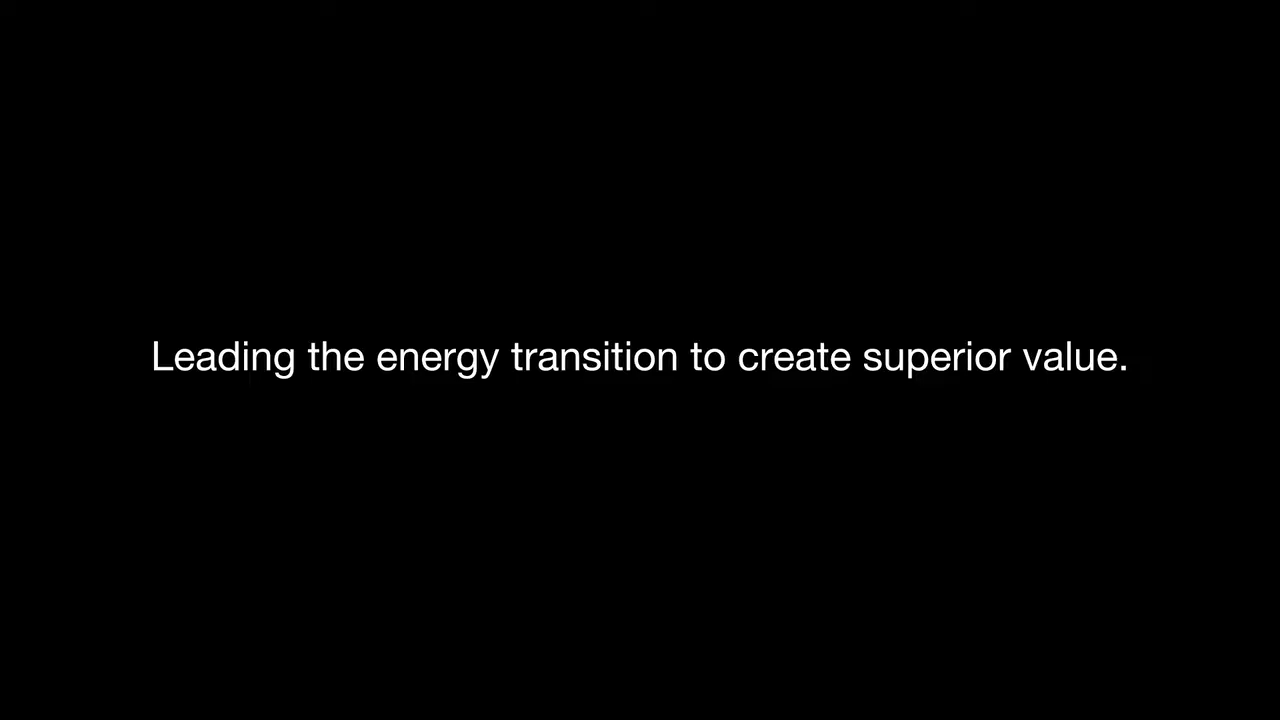 Leading the energy transition to create superior value.